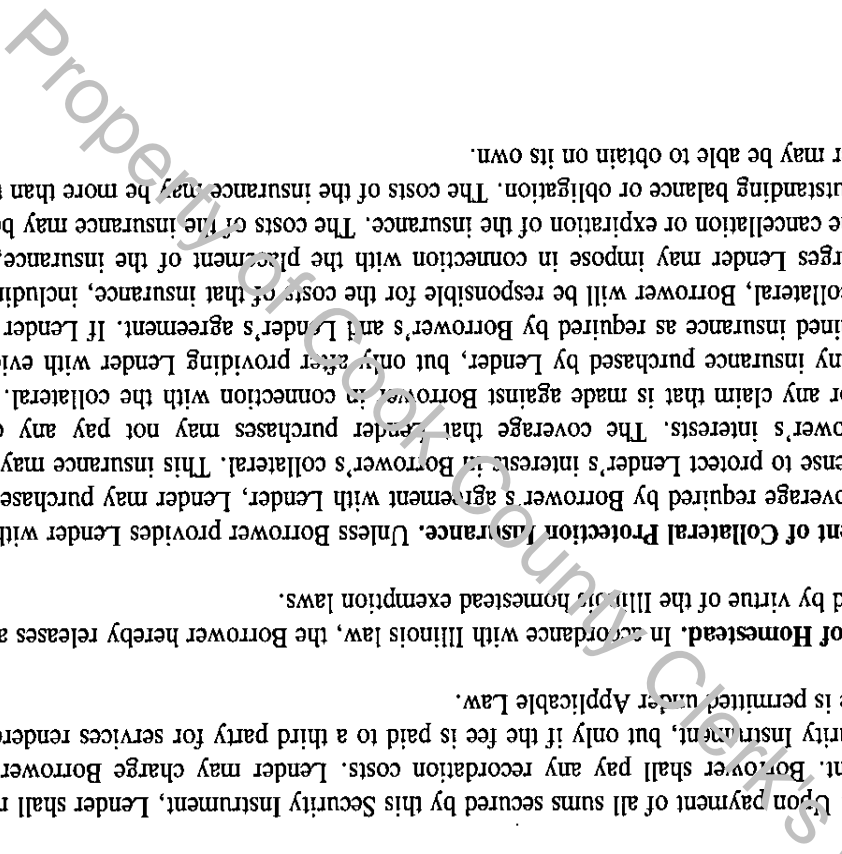 Upon payment of all sums secured by this Security Instrument, Lender shall r
nt. Borrower shall pay any recordation costs. Lender may charge Borrower
urity Instrument, but only if the fee is paid to a third party for services rendere
e is permitted under Applicable Law.
of Homestead. In accordance with Illinois law, the Borrower hereby releases a
d by virtue of the Illinois homestead exemption laws.
ent of Collateral Protection Insurance. Unless Borrower provides Lender with
overage required by Borrower's agreement with Lender, Lender may purchase
ense to protect Lender's interests in Borrower's collateral. This insurance may
ower's interests. The coverage that Lender purchases may not pay any c
or any claim that is made against Borrower in connection with the collateral.
ny insurance purchased by Lender, but only after providing Lender with evi
ined insurance as required by Borrower's and Lender's agreement. If Lender
ollateral, Borrower will be responsible for the costs of that insurance, includin
rges Lender may impose in connection with the placement of the insurance,
e cancellation or expiration of the insurance. The costs of the insurance may b
utstanding balance or obligation. The costs of the insurance may be more than t
r may be able to obtain on its own.
Property of Cook County Clerk's